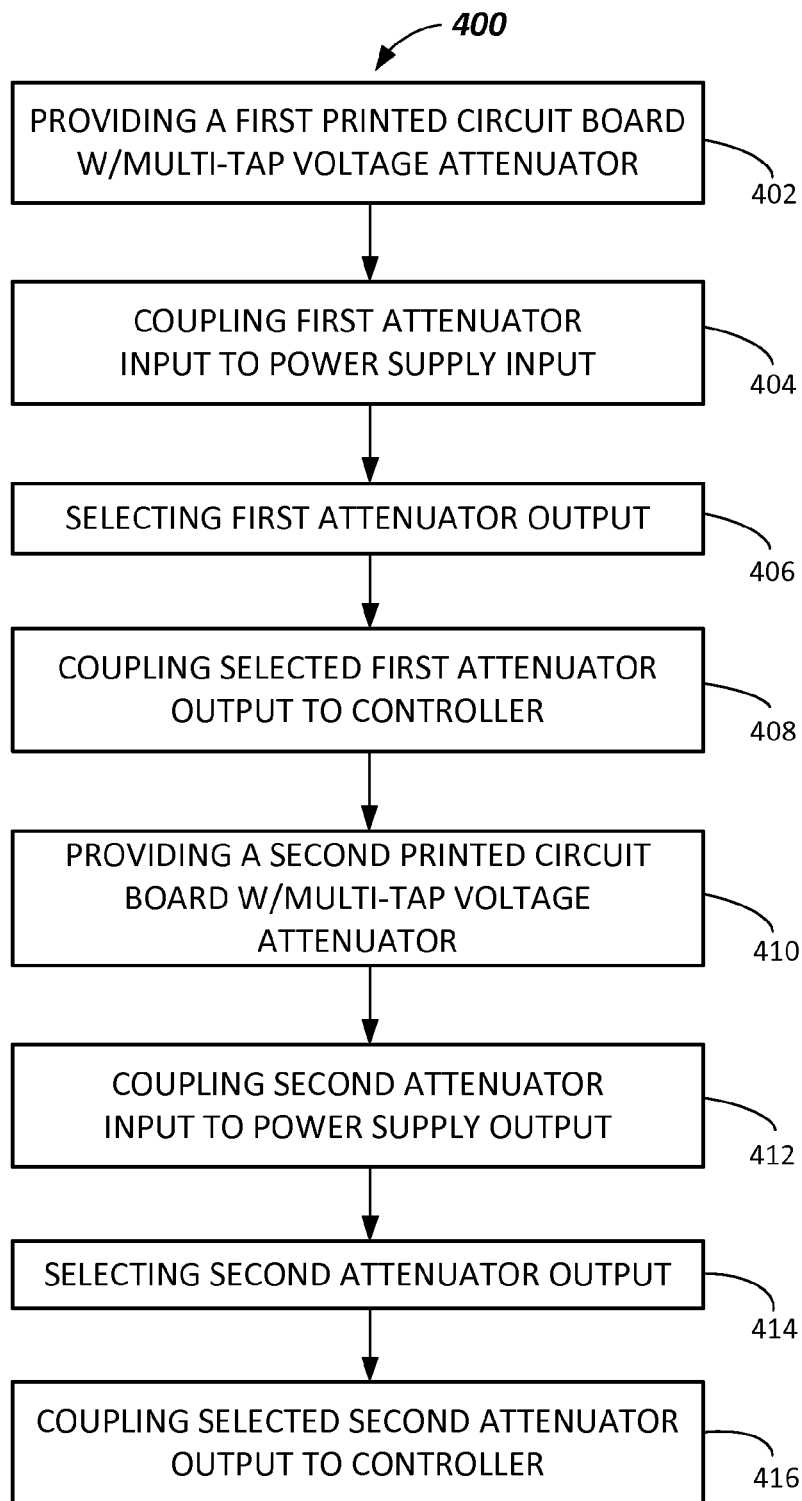 400
PROVIDING A FIRST PRINTED CIRCUIT BOARD
W/MULTI-TAP VOLTAGE ATTENUATOR
402
COUPLING FIRST ATTENUATOR
INPUT TO POWER SUPPLY INPUT
404
SELECTING FIRST ATTENUATOR OUTPUT
406
COUPLING SELECTED FIRST ATTENUATOR
OUTPUT TO CONTROLLER
408
PROVIDING A SECOND PRINTED CIRCUIT
BOARD W/MULTI-TAP VOLTAGE
ATTENUATOR
410
COUPLING SECOND ATTENUATOR
INPUT TO POWER SUPPLY OUTPUT
412
SELECTING SECOND ATTENUATOR OUTPUT
414
COUPLING SELECTED SECOND ATTENUATOR
OUTPUT TO CONTROLLER
416